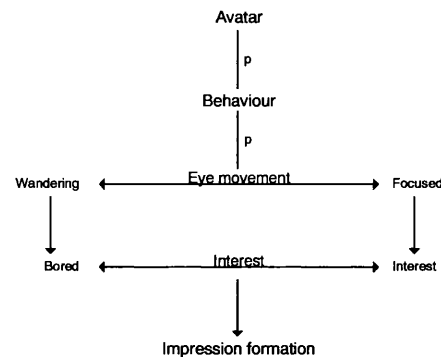 Avatar
p
Behaviour
p
Wandering Eye movement Focused
Bored Interest Interest
Impression formation